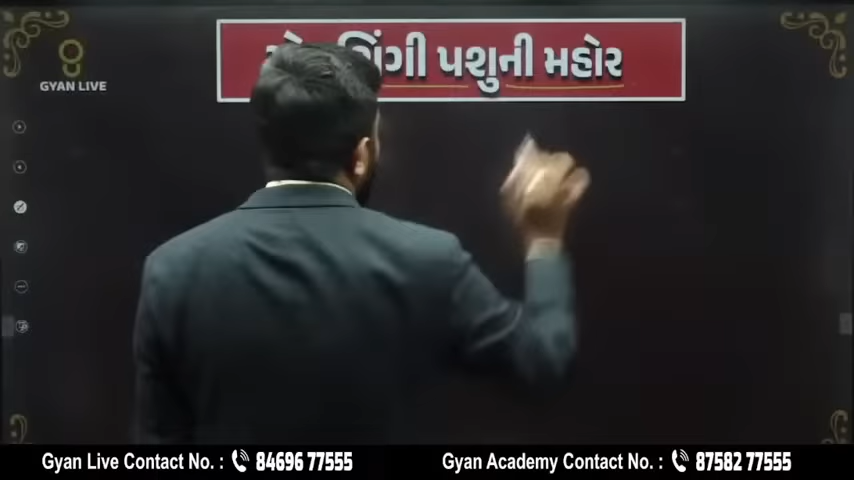 શિંગી પશુની મહોર
GYAN LIVE
Gyan Live Contact No. : 84696 77555
Gyan Academy Contact No. : 87582 77555